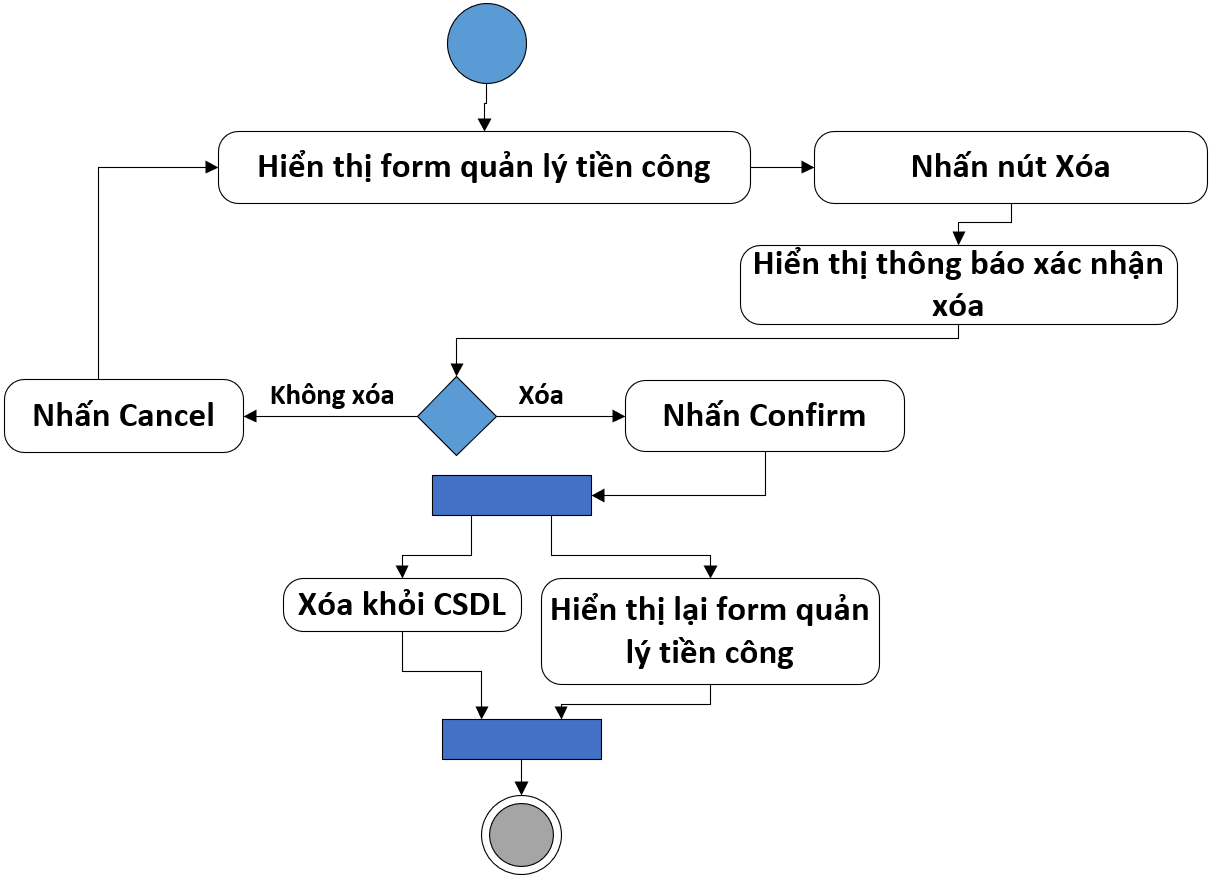 Hiển thị form quản lý tiền công
Nhấn nút Xóa
Hiển thị thông báo xác nhận
xóa
Không xóa
Xóa
Nhấn Cancel
Nhấn Confirm
Xóa khỏi CSDL
Hiển thị lại form quản
lý tiền công